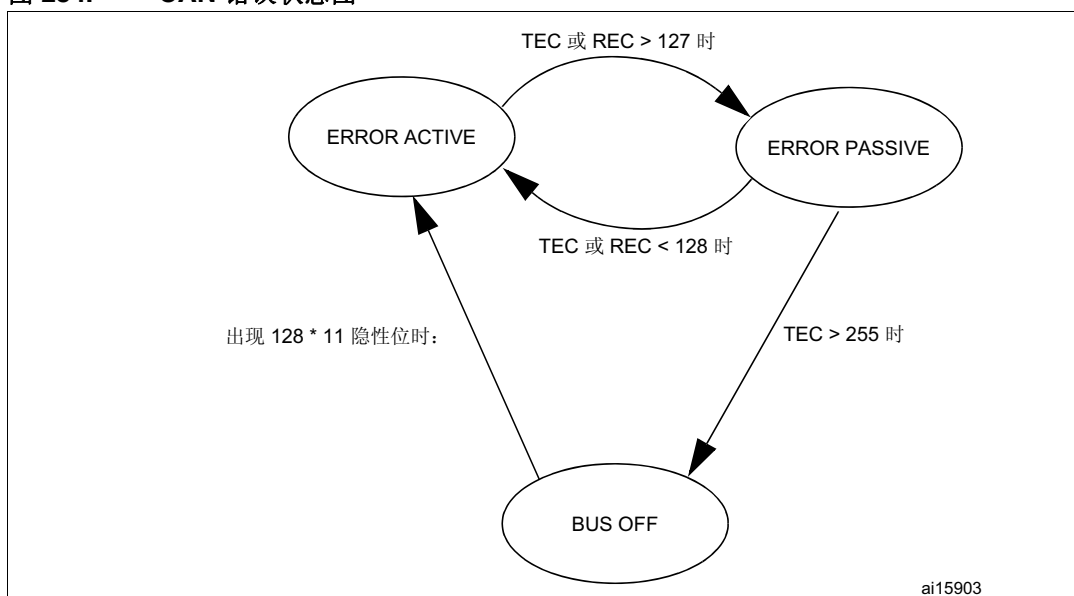 TEC 或 REC > 127 时
ERROR ACTIVE
ERROR PASSIVE
TEC 或 REC < 128 时
出现 128 * 11 隐性位时:
TEC > 255 时
BUS OFF
ai15903